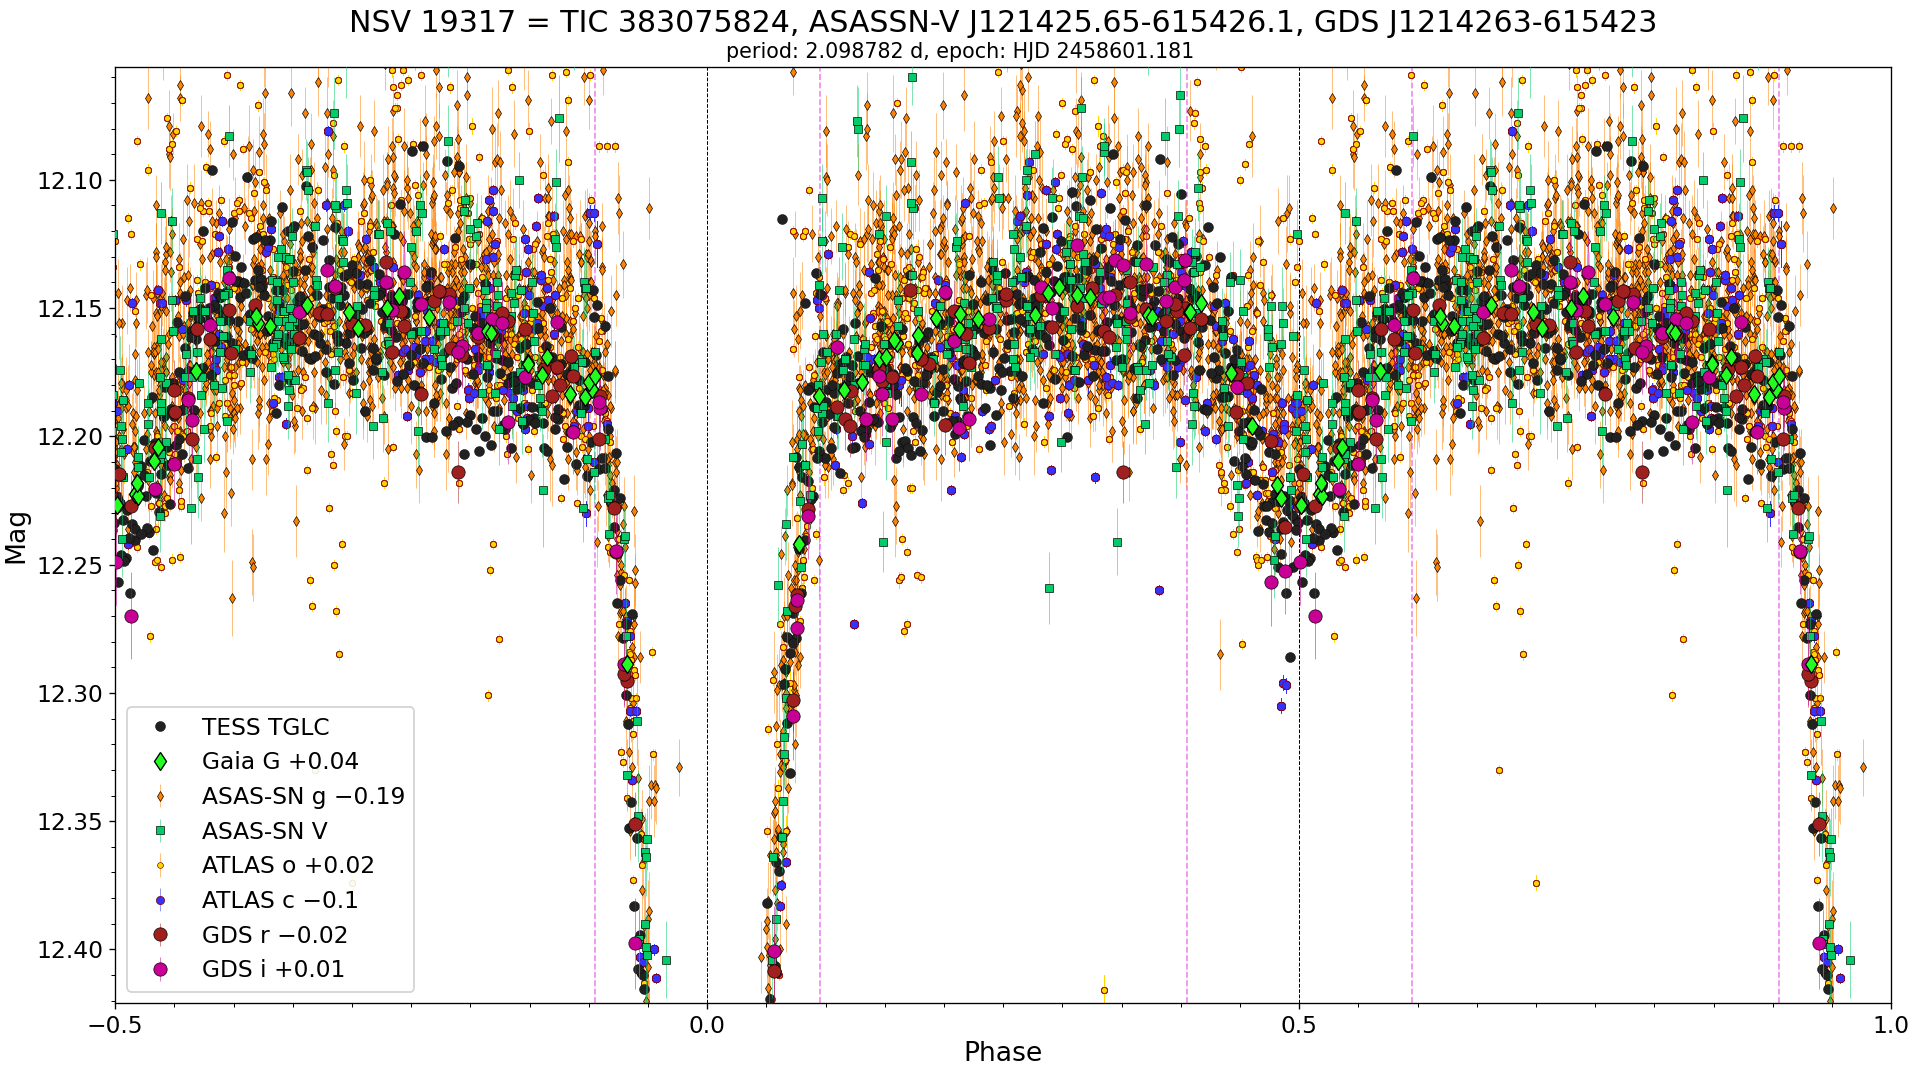 NSV 19317 = TIC 383075824, ASASSN-V J121425.65-615426.1, GDS J1214263-615423
period: 2.098782 d, epoch: HJD 2458601.181
Mag
12.10
12.15
12.20
12.25
12.30
12.35
12.40
TESS TGLC
Gaia G +0.04
ASAS-SN g −0.19
ASAS-SN V
ATLAS o +0.02
ATLAS c −0.1
GDS r −0.02
GDS i +0.01
−0.5
0.0
0.5
1.0
Phase